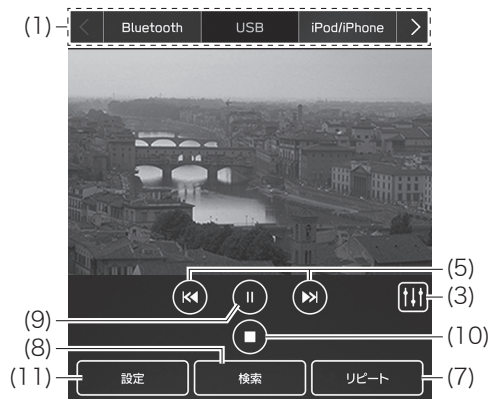 (1) Bluetooth USB iPod/iPhone
(5)
(3)
(9)
(10)
(8)
(11) 設定 検索 リピート (7)